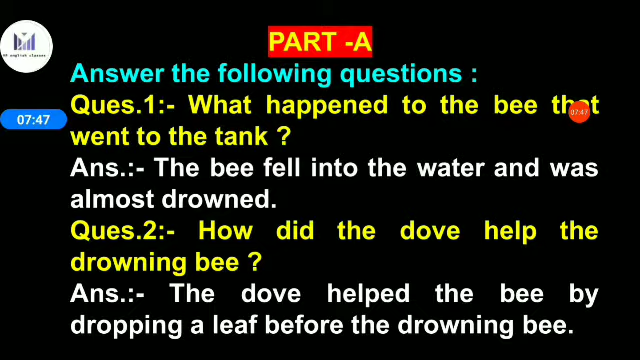 PART -A
Answer the following questions :
Ques.1:- What happened to the bee that
07:47
07:47
went to the tank ?
Ans.:- The bee fell into the water and was
almost drowned.
Ques.2:- How did the dove help the
drowning bee ?
Ans.:- The dove helped the bee by
dropping a leaf before the drowning bee.